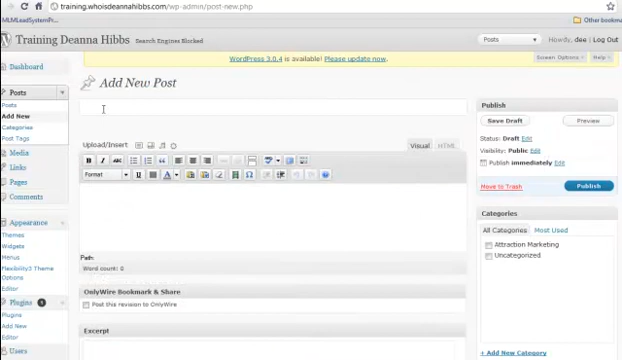 training.whoisdeannahibbs.com/wp-admin/post-new.php
MLMLeadSystemPr...
Other bookma
Training Deanna Hibbs
Search Engines Blocked
Posts
Howdy, dee | Log Out
WordPress 3.0.4 is available! Please update now.
Screen Options
Help
Dashboard
Add New Post
Posts
Posts
Add New
Categories
Post Tags
Media
Links
Pages
Comments
Appearance
Themes
Widgets
Menus
Flexibility3 Theme
Options
Editor
Plugins
Plugins
Add New
Editor
Users
Upload/Insert
Visual
HTML
B I ABC
Format
U
A
Path:
Word count: 0
OnlyWire Bookmark & Share
Post this revision to OnlyWire
Excerpt
Publish
Save Draft
Preview
Status: Draft Edit
Visibility: Public Edit
Publish immediately Edit
Move to Trash
Publish
Categories
All Categories
Most Used
Attraction Marketing
Uncategorized
+ Add New Category